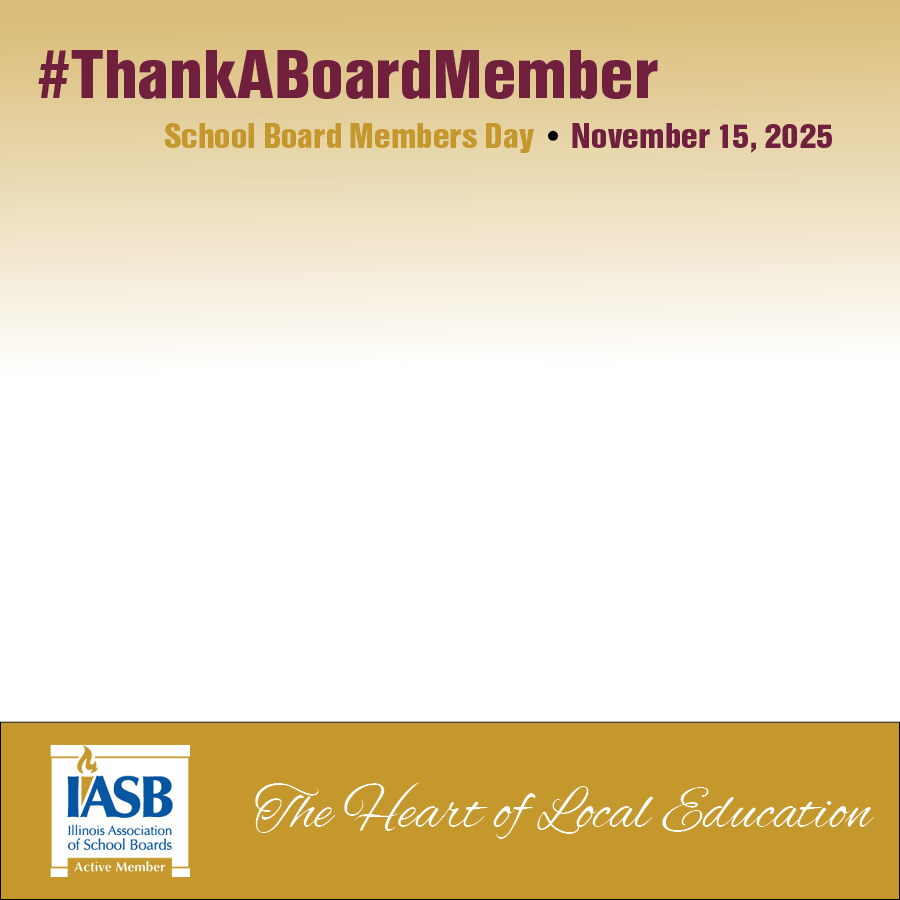 #ThankABoardMember
School Board Members Day • November 15, 2025
IASB
Illinois Association
of School Boards
Active Member
The Heart of Local Education